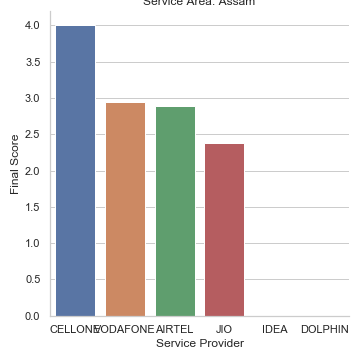 Service Area: Assam
4.0
3.5
3.0
2.5
2.0
1.5
1.0
0.5
0.0
Final Score
CELLONE VODAFONE AIRTEL JIO IDEA DOLPHIN
Service Provider